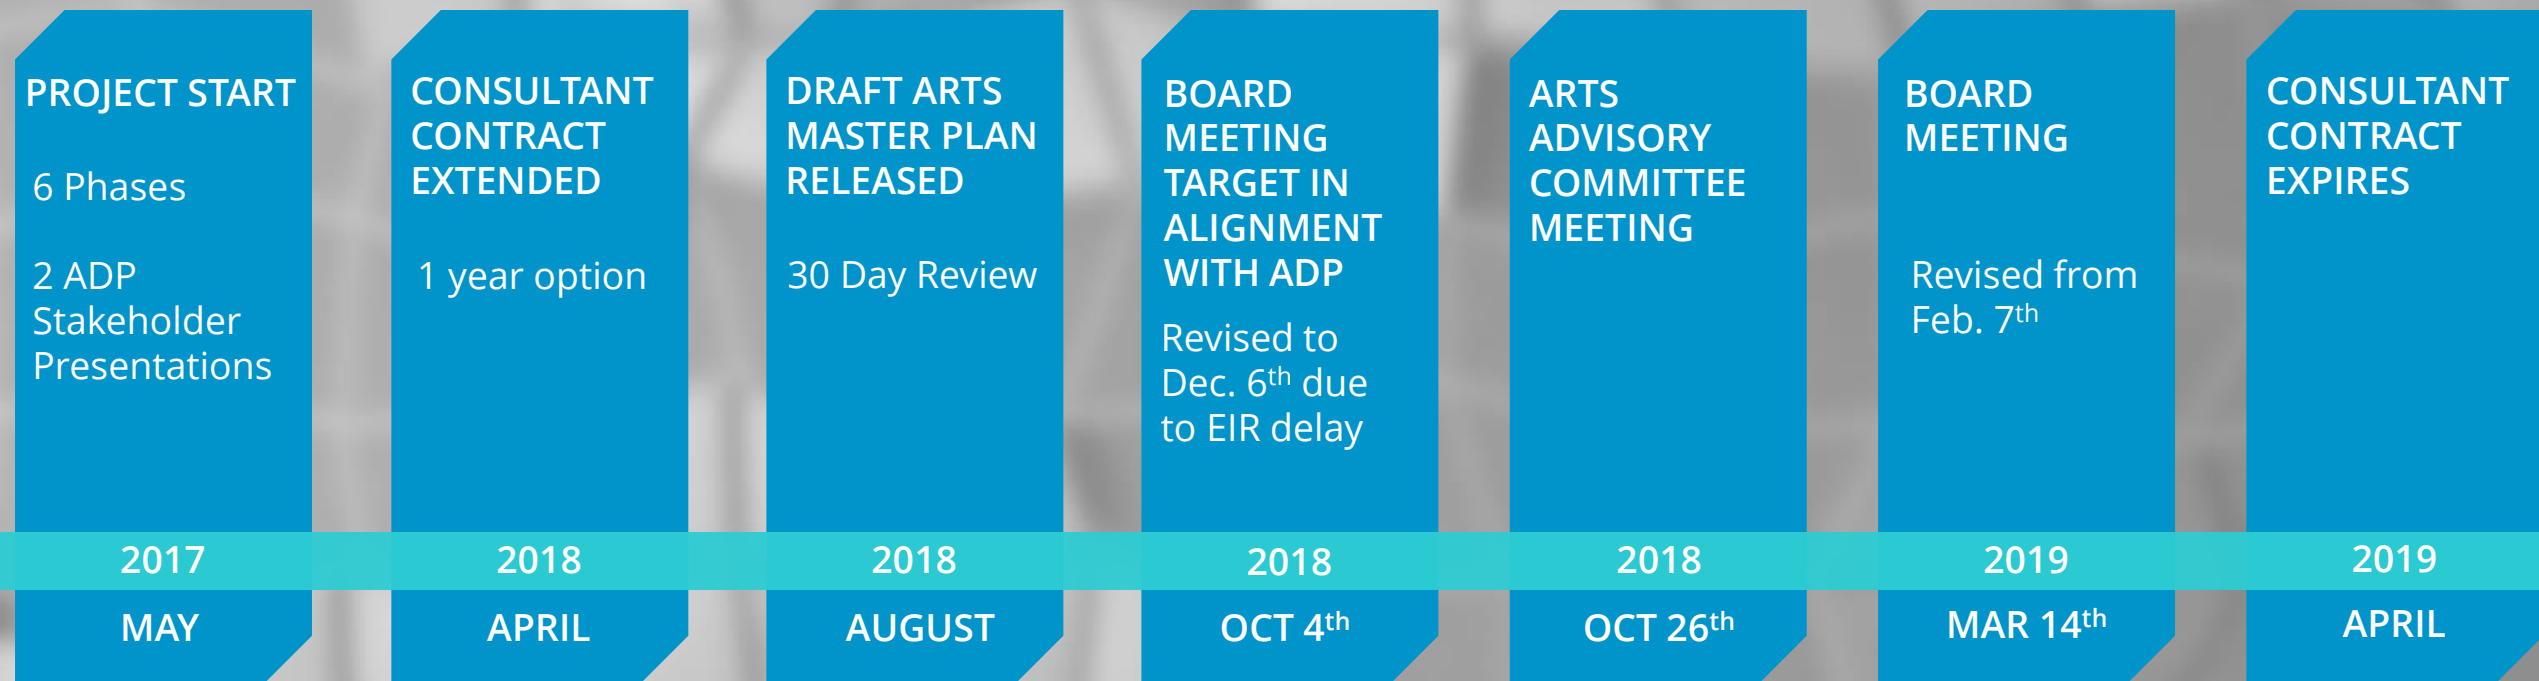 PROJECT START
6 Phases
2 ADP
Stakeholder
Presentations
2017
MAY
CONSULTANT
CONTRACT
EXTENDED
1 year option
2018
APRIL
DRAFT ARTS
MASTER PLAN
RELEASED
30 Day Review
2018
AUGUST
BOARD
MEETING
TARGET IN
ALIGNMENT
WITH ADP
Revised to
Dec. 6th due
to EIR delay
2018
OCT 4th
ARTS
ADVISORY
COMMITTEE
MEETING
2018
OCT 26th
BOARD
MEETING
Revised from
Feb. 7th
2019
MAR 14th
CONSULTANT
CONTRACT
EXPIRES
2019
APRIL